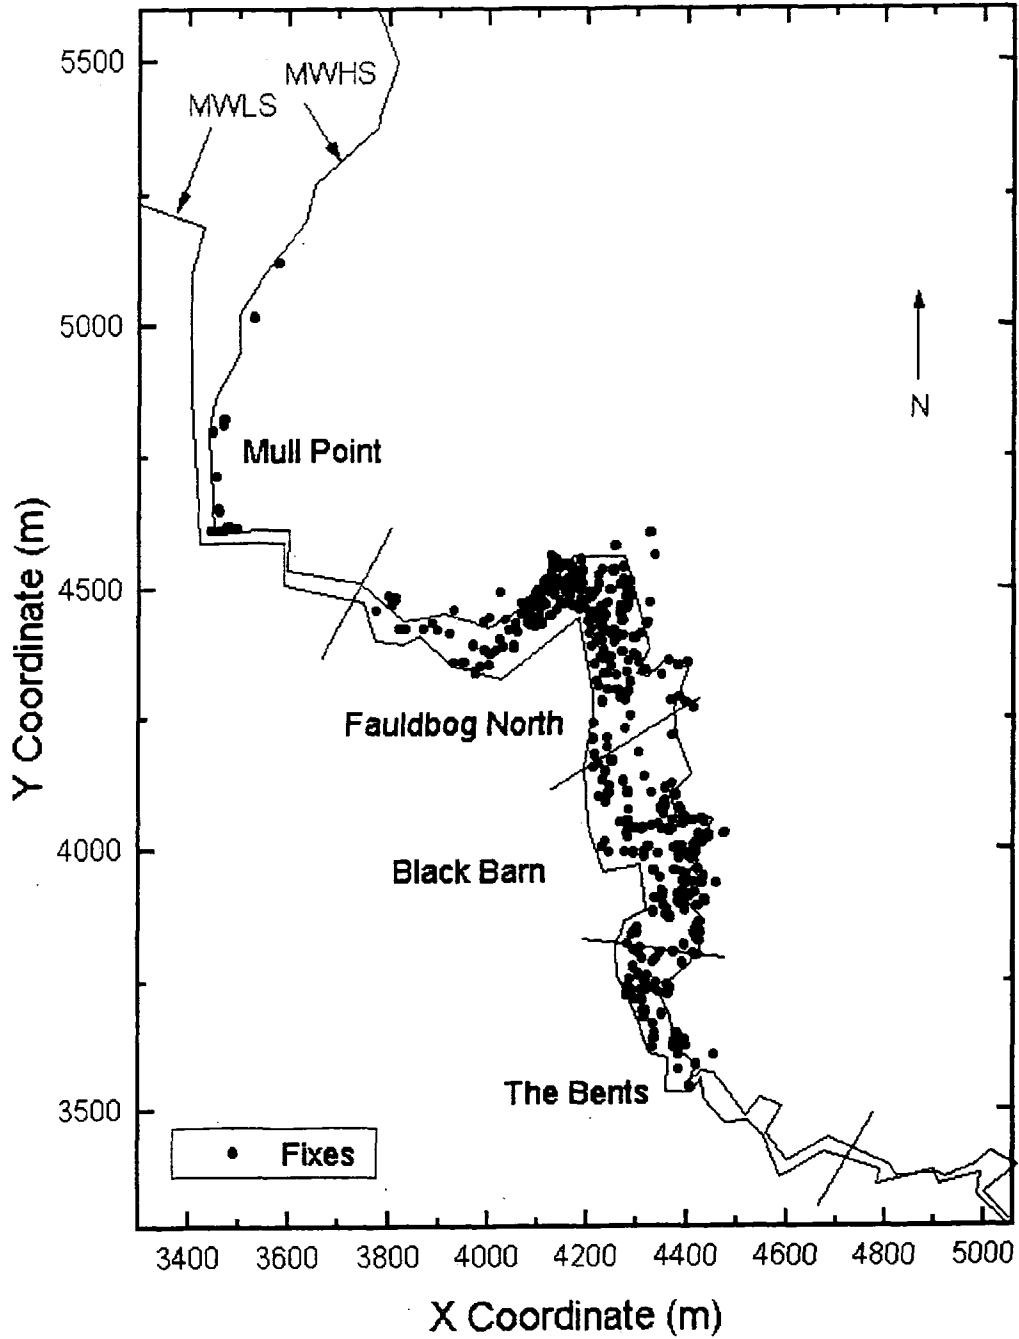 5500
MWHS
MWLS
5000
N
Mull Point
4500
Fauldbog North
4000
Black Barn
The Bents
3500
Fixes
3400 3600 3800 4000 4200 4400 4600 4800 5000
X Coordinate (m)
Y Coordinate (m)